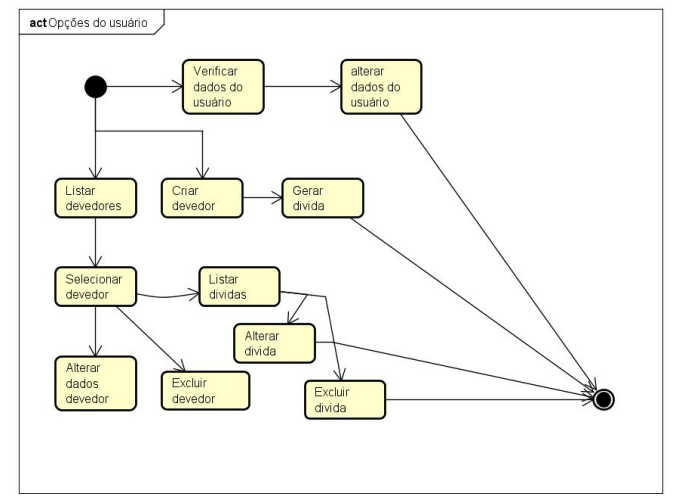 act Opções do usuário
Verificar
dados do
usuário
alterar
dados do
usuário
Listar
devedores
Criar
devedor
Gerar
divida
Selecionar
devedor
Listar
dividas
Alterar
divida
Alterar
dados
devedor
Excluir
devedor
Excluir
divida